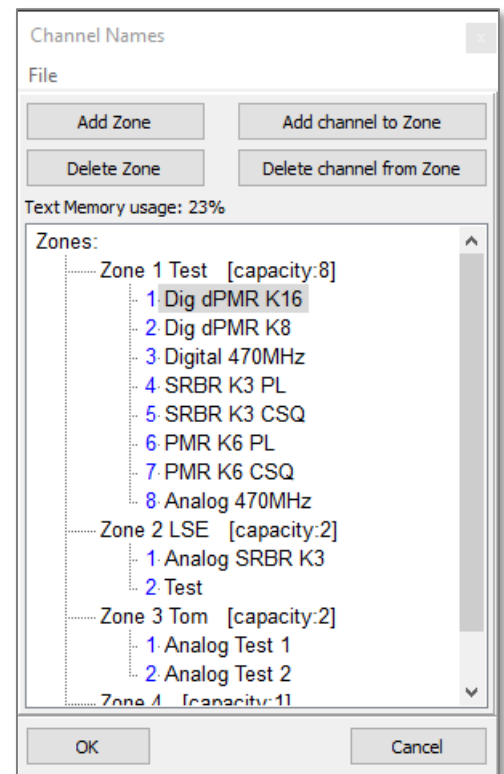 Channel Names
x
File
Add Zone Add channel to Zone
Delete Zone Delete channel from Zone
Text Memory usage: 23%
Zones:
Zone 1 Test [capacity:8]
1 Dig dPMR K16
2 Dig dPMR K8
3 Digital 470MHz
4 SRBR K3 PL
5 SRBR K3 CSQ
6 PMR K6 PL
7 PMR K6 CSQ
8 Analog 470MHz
Zone 2 LSE [capacity:2]
1 Analog SRBR K3
2 Test
Zone 3 Tom [capacity:2]
1 Analog Test 1
2 Analog Test 2
Zone 4 [capacity:1]
OK Cancel